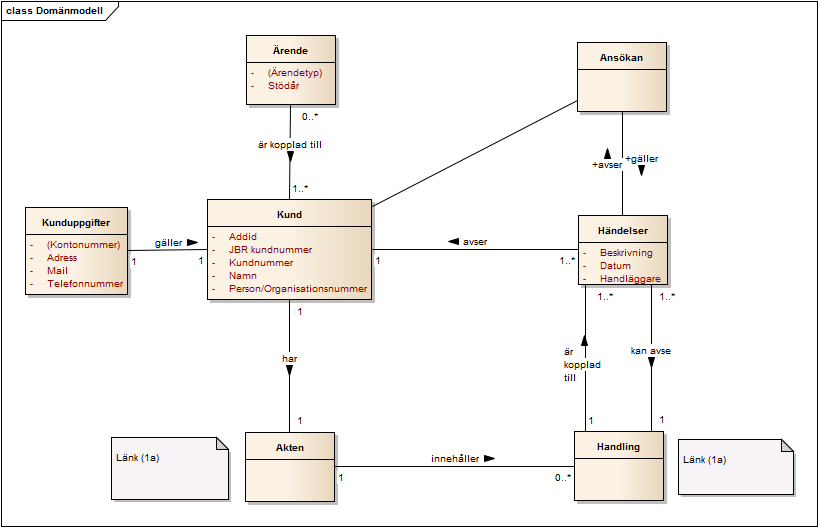 class Domänmodell
Ärende
- (Ärendetyp)
- Stödår
0..*
är kopplad till
1..*
Ansökan
+avser
+gäller
Kunduppgifter
- (Kontonummer)
- Adress
- Mail
- Telefonnummer
gäller
1
1
Kund
- Addid
- JBR kundnummer
- Kundnummer
- Namn
- Person/Organisationsnummer
avser
1
1..*
Händelser
- Beskrivning
- Datum
- Handläggare
1..*
1..*
är
kopplad
till
kan avse
1
1
1
har
1
Länk (1a)
Akten
innehåller
1
0..*
Handling
Länk (1a)